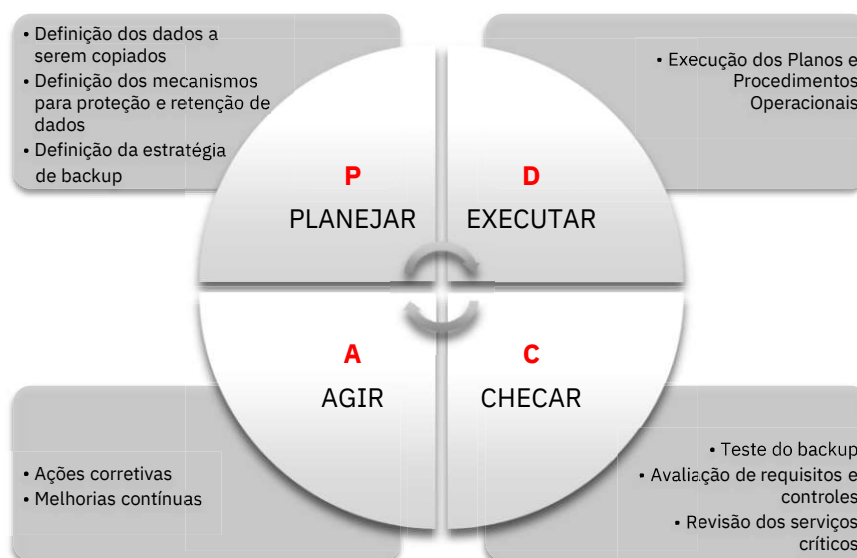 • Definição dos dados a
serem copiados
• Definição dos mecanismos
para proteção e retenção de
dados
• Definição da estratégia
de backup
• Execução dos Planos e
Procedimentos
Operacionais
P
PLANEJAR
D
EXECUTAR
A
AGIR
C
CHECAR
• Ações corretivas
• Melhorias contínuas
• Teste do backup
• Avaliação de requisitos e
controles
• Revisão dos serviços
críticos